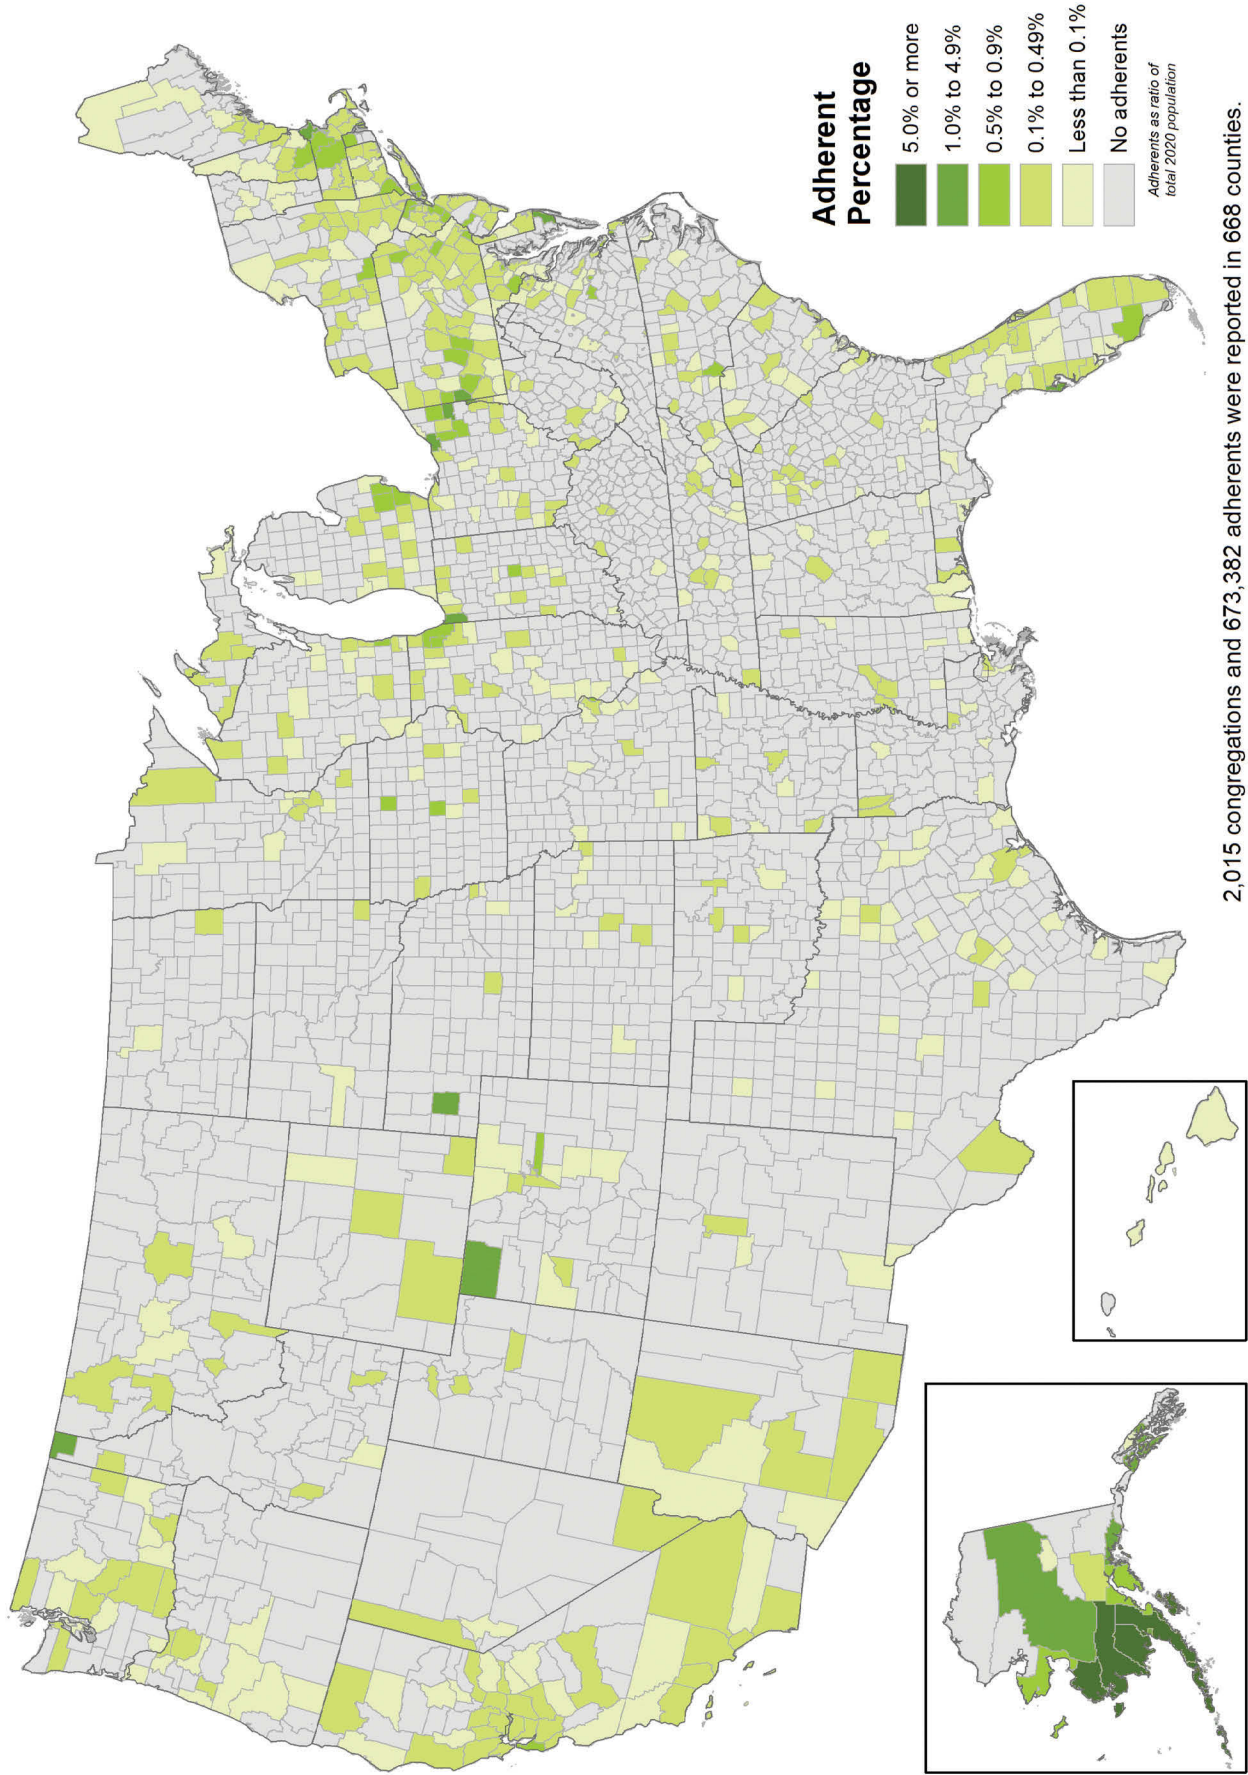 Adherent
Percentage
5.0% or more
1.0% to 4.9%
0.5% to 0.9%
0.1% to 0.49%
Less than 0.1%
No adherents
Adherents as ratio of
total 2020 population
2,015 congregations and 673,382 adherents were reported in 668 counties.